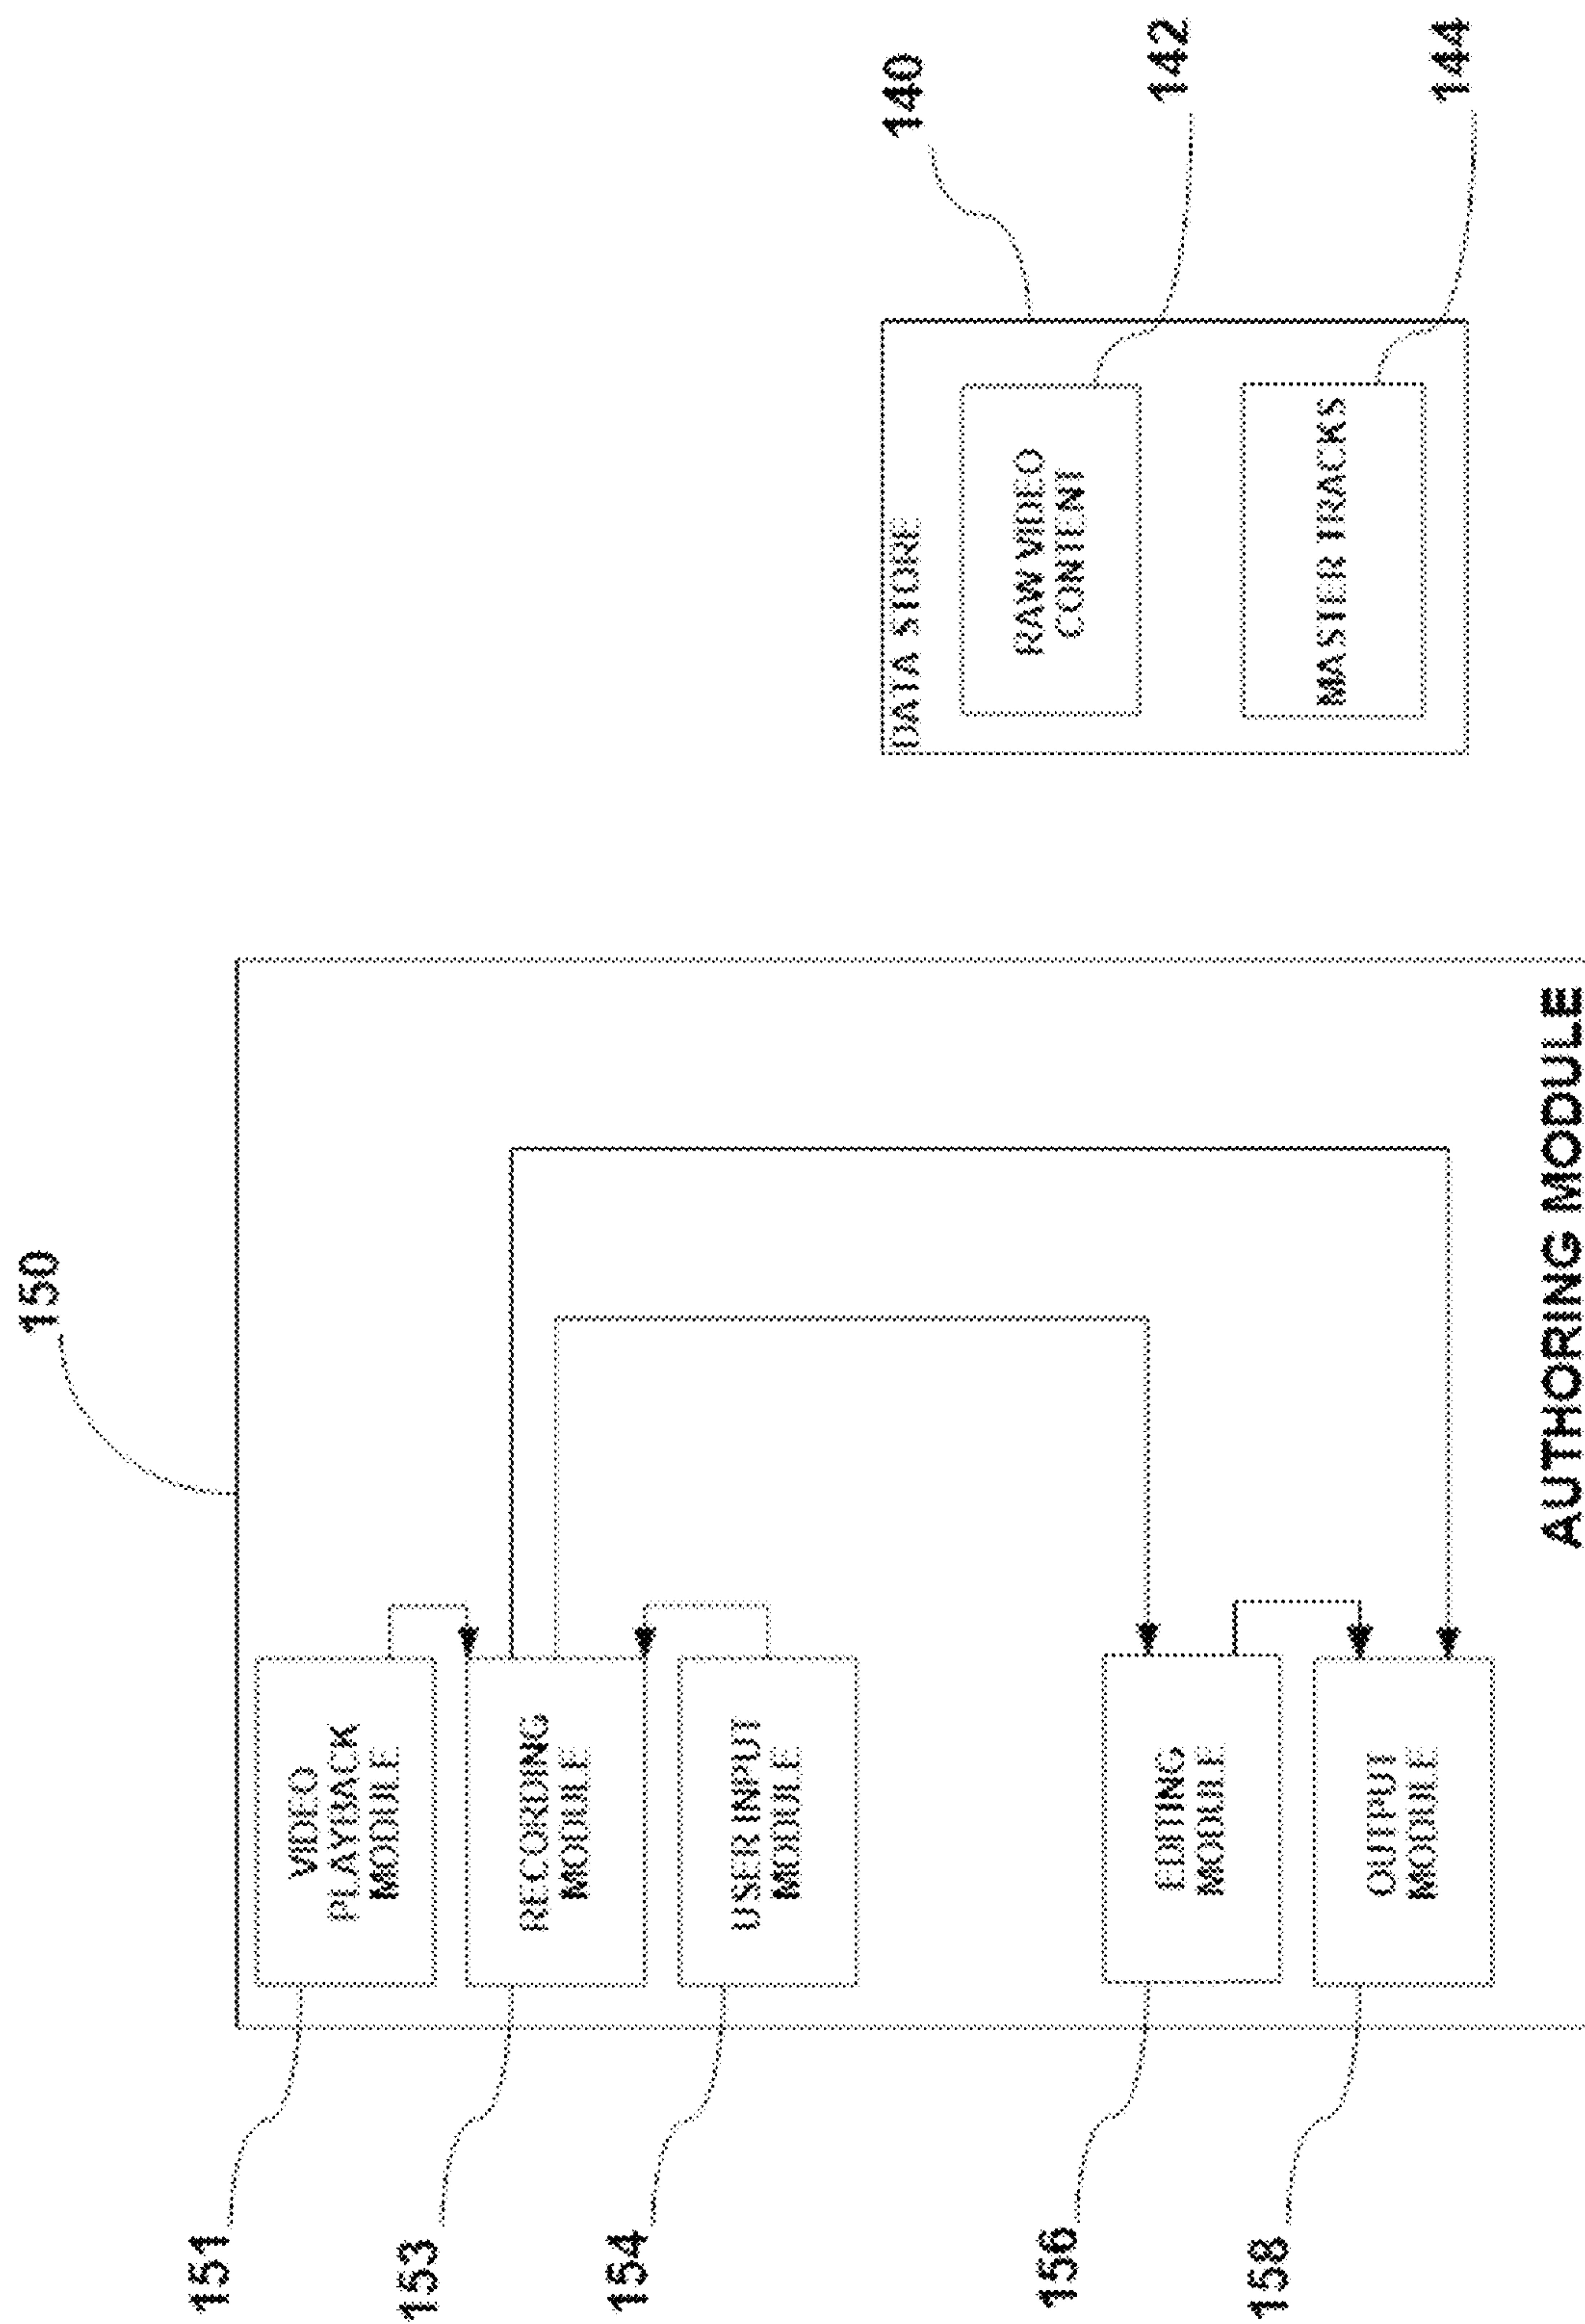 150
151
VIDEO
PLAYBACK
MODULE
153
RECORDING
MODULE
154
USER INPUT
MODULE
156
EDITING
MODULE
158
OUTPUT
MODULE
AUTHORING MODULE
140
DATA STORE
142
RAW VIDEO
CONTENT
144
MASTER TRACKS